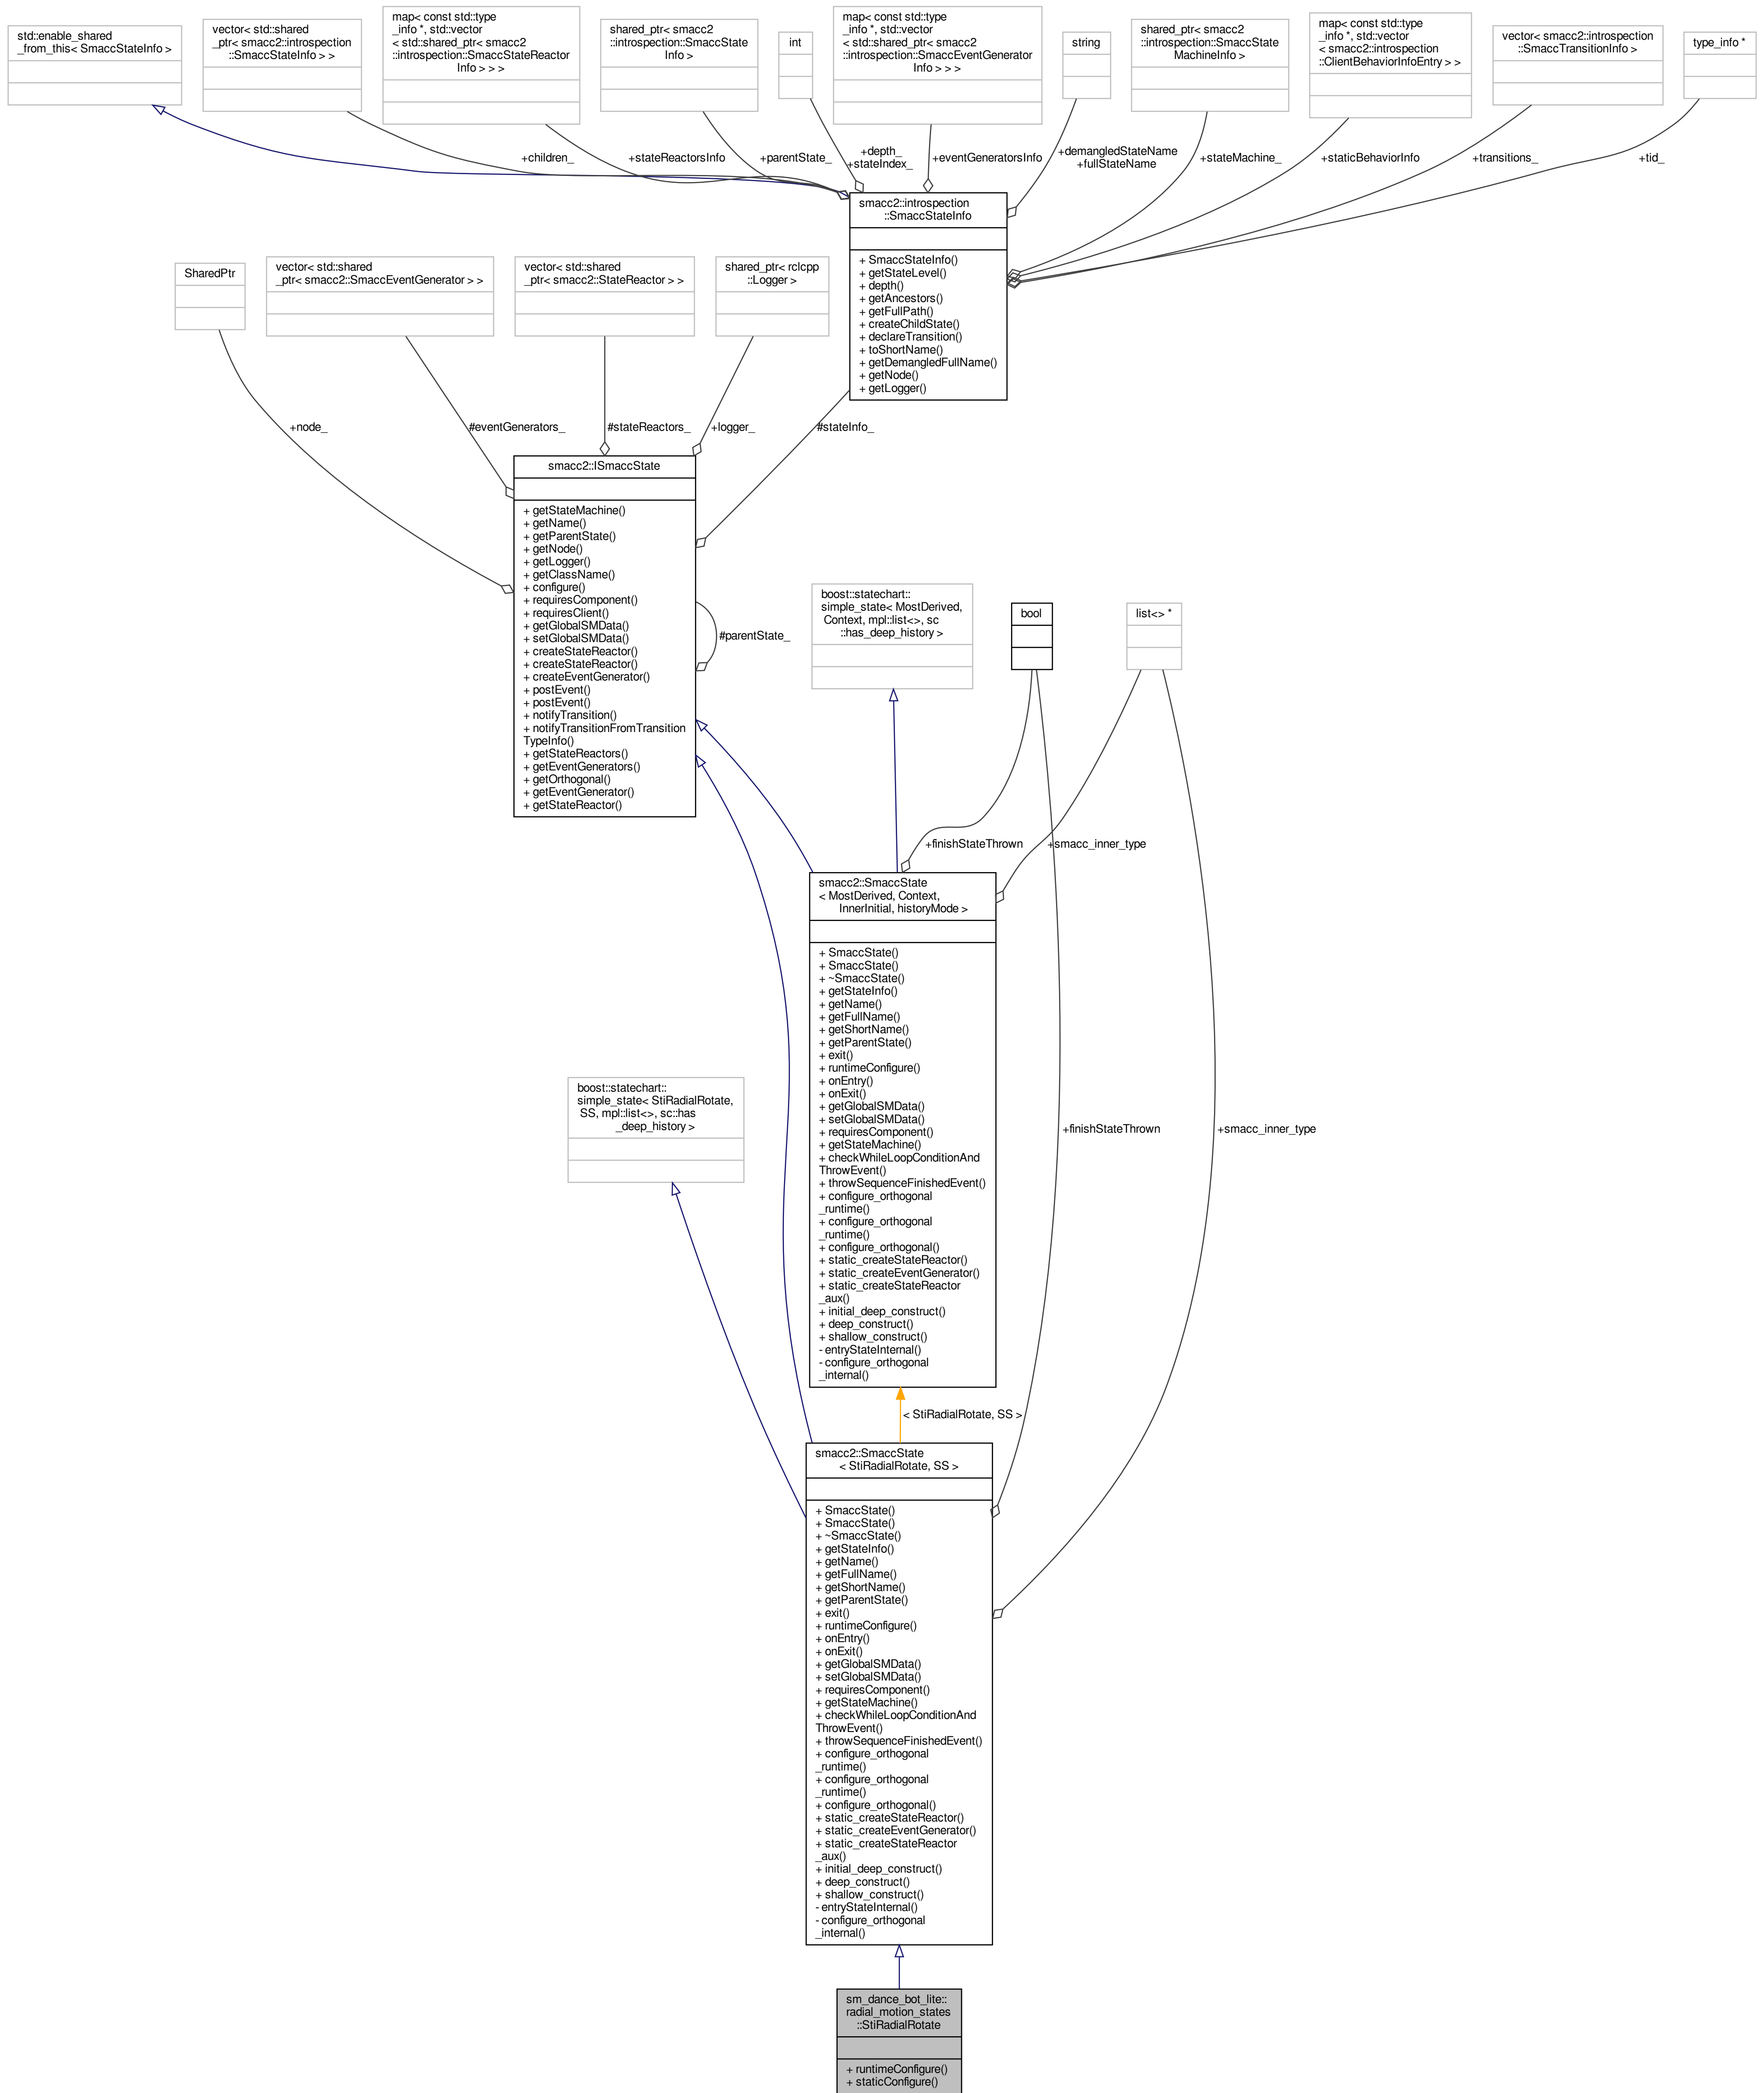 std::enable_shared
_from_this< SmaccStateInfo >
vector< std::shared
_ptr< smacc2::introspection
::SmaccStateInfo > >
map< const std::type
_info *, std::vector
< std::shared_ptr< smacc2
::introspection::SmaccStateReactor
Info > > >
shared_ptr< smacc2
::introspection::SmaccState
Info >
int
map< const std::type
_info *, std::vector
< std::shared_ptr< smacc2
::introspection::SmaccEventGenerator
Info > > >
string
shared_ptr< smacc2
::introspection::SmaccState
MachineInfo >
map< const std::type
_info *, std::vector
< smacc2::introspection
::ClientBehaviorInfoEntry > >
vector< smacc2::introspection
::SmaccTransitionInfo >
type_info *
+children_
+stateReactorsInfo
+parentState_
+depth_
+stateIndex_
+eventGeneratorsInfo
+demangledStateName
+fullStateName
+stateMachine_
+staticBehaviorInfo
+transitions_
+tid_
smacc2::introspection
::SmaccStateInfo
+ SmaccStateInfo()
+ getStateLevel()
+ depth()
+ getAncestors()
+ getFullPath()
+ createChildState()
+ declareTransition()
+ toShortName()
+ getDemangledFullName()
+ getNode()
+ getLogger()
SharedPtr
vector< std::shared
_ptr< smacc2::SmaccEventGenerator > >
vector< std::shared
_ptr< smacc2::StateReactor > >
shared_ptr< rclcpp
::Logger >
+node_
#eventGenerators_
#stateReactors_
+logger_
#stateInfo_
smacc2::ISmaccState
+ getStateMachine()
+ getName()
+ getParentState()
+ getNode()
+ getLogger()
+ getClassName()
+ configure()
+ requiresComponent()
+ requiresClient()
+ getGlobalSMData()
+ setGlobalSMData()
+ createStateReactor()
+ createStateReactor()
+ createEventGenerator()
+ postEvent()
+ postEvent()
+ notifyTransition()
+ notifyTransitionFromTransition
TypeInfo()
+ getStateReactors()
+ getEventGenerators()
+ getOrthogonal()
+ getEventGenerator()
+ getStateReactor()
#parentState_
boost::statechart::
simple_state< MostDerived,
Context, mpl::list<>, sc
::has_deep_history >
bool
list<> *
+finishStateThrown
+smacc_inner_type
smacc2::SmaccState
< MostDerived, Context,
InnerInitial, historyMode >
+ SmaccState()
+ SmaccState()
+ ~SmaccState()
+ getStateInfo()
+ getName()
+ getFullName()
+ getShortName()
+ getParentState()
+ exit()
+ runtimeConfigure()
+ onEntry()
+ onExit()
+ getGlobalSMData()
+ setGlobalSMData()
+ requiresComponent()
+ getStateMachine()
+ checkWhileLoopConditionAnd
ThrowEvent()
+ throwSequenceFinishedEvent()
+ configure_orthogonal
_runtime()
+ configure_orthogonal
_runtime()
+ configure_orthogonal()
+ static_createStateReactor()
+ static_createEventGenerator()
+ static_createStateReactor
_aux()
+ initial_deep_construct()
+ deep_construct()
+ shallow_construct()
- entryStateInternal()
- configure_orthogonal
_internal()
boost::statechart::
simple_state< StiRadialRotate,
SS, mpl::list<>, sc::has
_deep_history >
+finishStateThrown
+smacc_inner_type
< StiRadialRotate, SS >
smacc2::SmaccState
< StiRadialRotate, SS >
+ SmaccState()
+ SmaccState()
+ ~SmaccState()
+ getStateInfo()
+ getName()
+ getFullName()
+ getShortName()
+ getParentState()
+ exit()
+ runtimeConfigure()
+ onEntry()
+ onExit()
+ getGlobalSMData()
+ setGlobalSMData()
+ requiresComponent()
+ getStateMachine()
+ checkWhileLoopConditionAnd
ThrowEvent()
+ throwSequenceFinishedEvent()
+ configure_orthogonal
_runtime()
+ configure_orthogonal
_runtime()
+ configure_orthogonal()
+ static_createStateReactor()
+ static_createEventGenerator()
+ static_createStateReactor
_aux()
+ initial_deep_construct()
+ deep_construct()
+ shallow_construct()
- entryStateInternal()
- configure_orthogonal
_internal()
sm_dance_bot_lite::
radial_motion_states
::StiRadialRotate
+ runtimeConfigure()
+ staticConfigure()